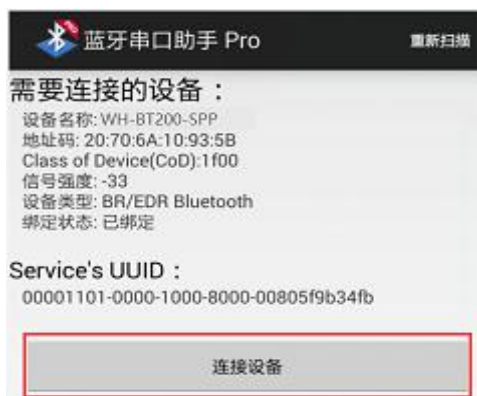 蓝牙串口助手 Pro
重新扫描
需要连接的设备：
设备名称: WH-BT200-SPP
地址码: 20:70:6A:10:93:5B
Class of Device(CoD):1f00
信号强度: -33
设备类型: BR/EDR Bluetooth
绑定状态: 已绑定
Service's UUID：
00001101-0000-1000-8000-00805f9b34fb
连接设备